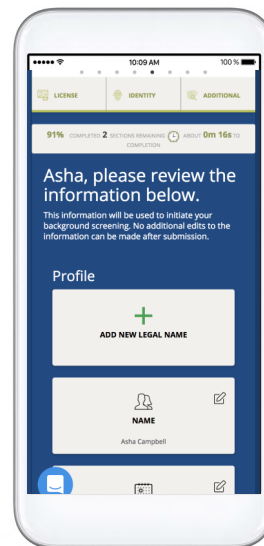 10:09 AM
100 %
LICENSE
IDENTITY
ADDITIONAL
91% COMPLETED 2 SECTIONS REMAINING ABOUT 0m 16s TO
COMPLETION
Asha, please review the
information below.
This information will be used to initiate your
background screening. No additional edits to the
information can be made after submission.
Profile
ADD NEW LEGAL NAME
NAME
Asha Campbell